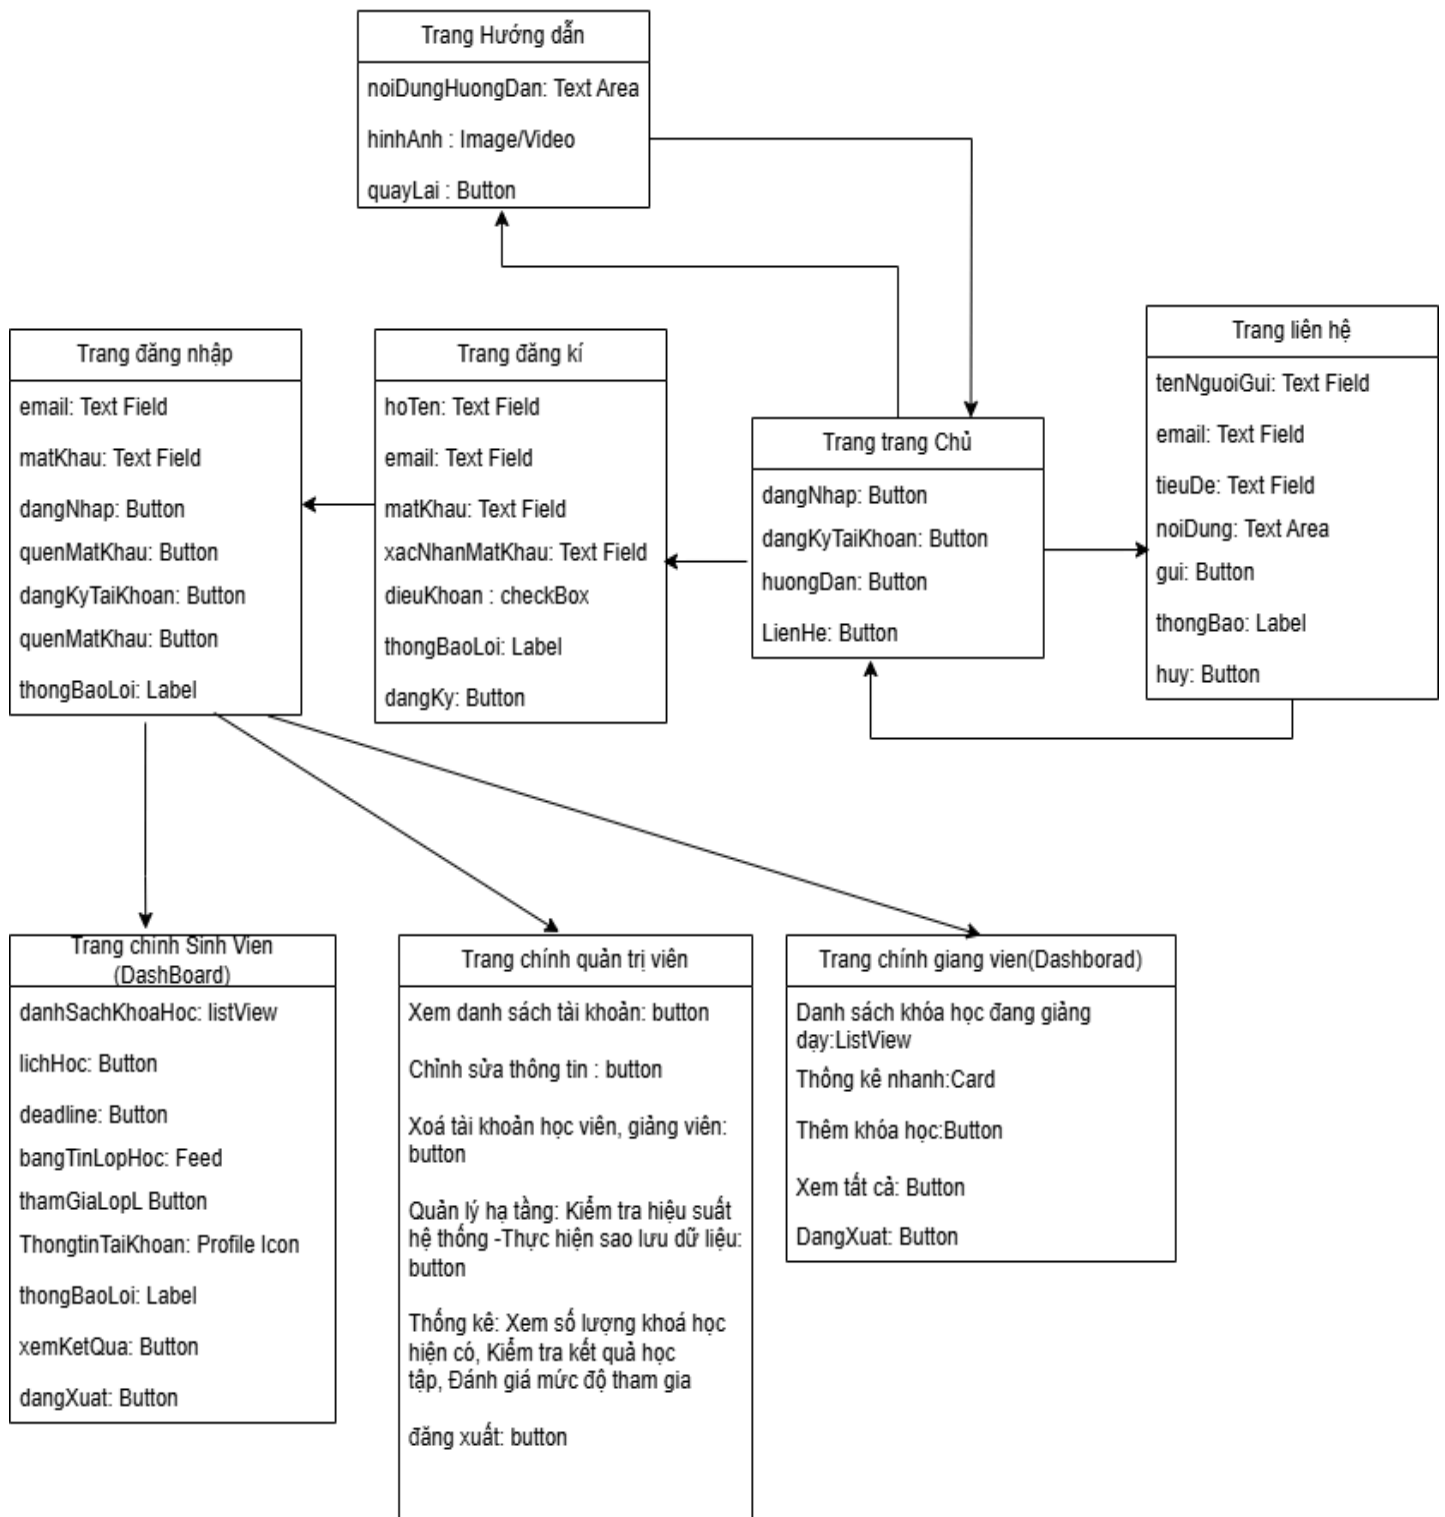 Trang Hướng dẫn
noiDungHuongDan: Text Area
hinhAnh : Image/Video
quayLai : Button
Trang đăng nhập
email: Text Field
matKhau: Text Field
dangNhap: Button
quenMatKhau: Button
dangKyTaiKhoan: Button
quenMatKhau: Button
thongBaoLoi: Label
Trang đăng kí
hoTen: Text Field
email: Text Field
matKhau: Text Field
xacNhanMatKhau: Text Field
dieuKhoan : checkBox
thongBaoLoi: Label
dangKy: Button
Trang trang Chủ
dangNhap: Button
dangKyTaiKhoan: Button
huongDan: Button
LienHe: Button
Trang liên hệ
tenNguoiGui: Text Field
email: Text Field
tieuDe: Text Field
noiDung: Text Area
gui: Button
thongBao: Label
huy: Button
Trang chinh Sinh Vien
(DashBoard)
danhSachKhoaHoc: listView
lichHoc: Button
deadline: Button
bangTinLopHoc: Feed
thamGiaLopL Button
ThongtinTaiKhoan: Profile Icon
thongBaoLoi: Label
xemKetQua: Button
dangXuat: Button
Trang chính quản trị viên
Xem danh sách tài khoản: button
Chỉnh sửa thông tin : button
Xoá tài khoản học viên, giảng viên:
button
Quản lý hạ tầng: Kiểm tra hiệu suất
hệ thống -Thực hiện sao lưu dữ liệu:
button
Thống kê: Xem số lượng khoá học
hiện có, Kiểm tra kết quả học
tập, Đánh giá mức độ tham gia
đăng xuất: button
Trang chính giang vien(Dashborad)
Danh sách khóa học đang giảng
dạy:ListView
Thông kê nhanh:Card
Thêm khóa học:Button
Xem tất cả: Button
DangXuat: Button